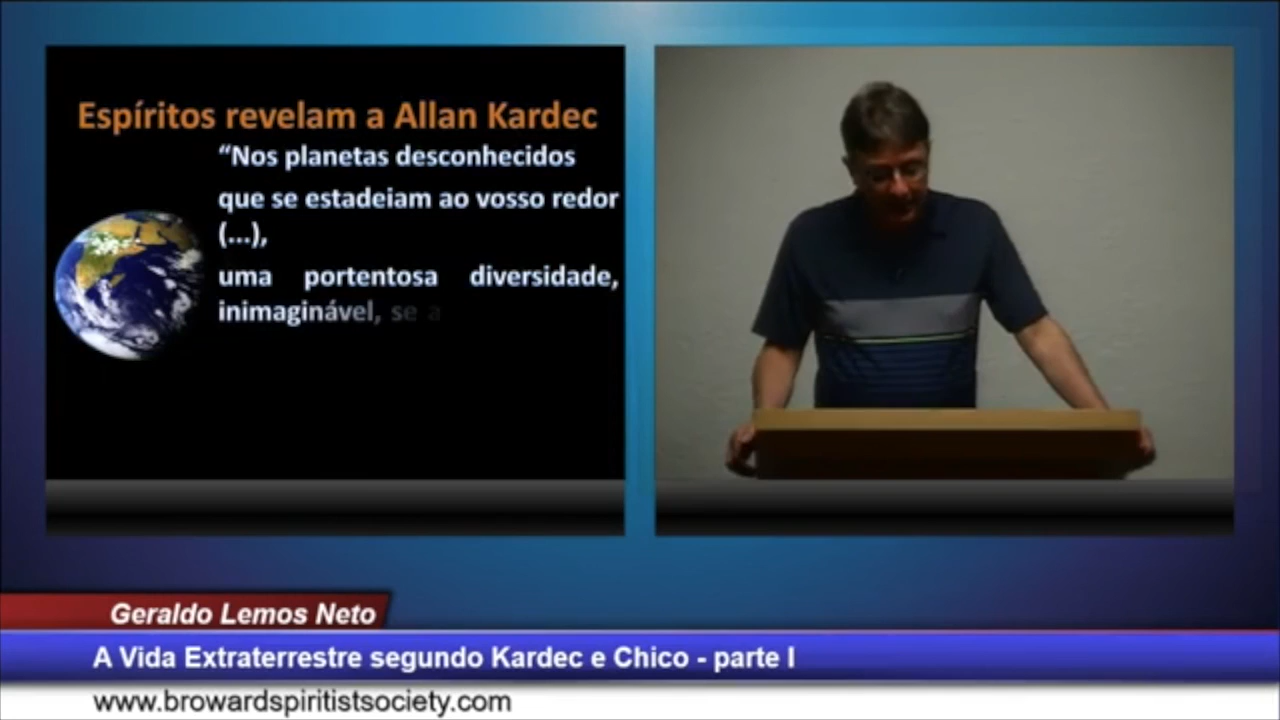 Espíritos revelam a Allan Kardec
“Nos planetas desconhecidos
que se estadeiam ao vosso redor
(...),
uma portentosa diversidade,
inimaginável, se a
Geraldo Lemos Neto
A Vida Extraterrestre segundo Kardec e Chico - parte I
www.browardspiritistsociety.com